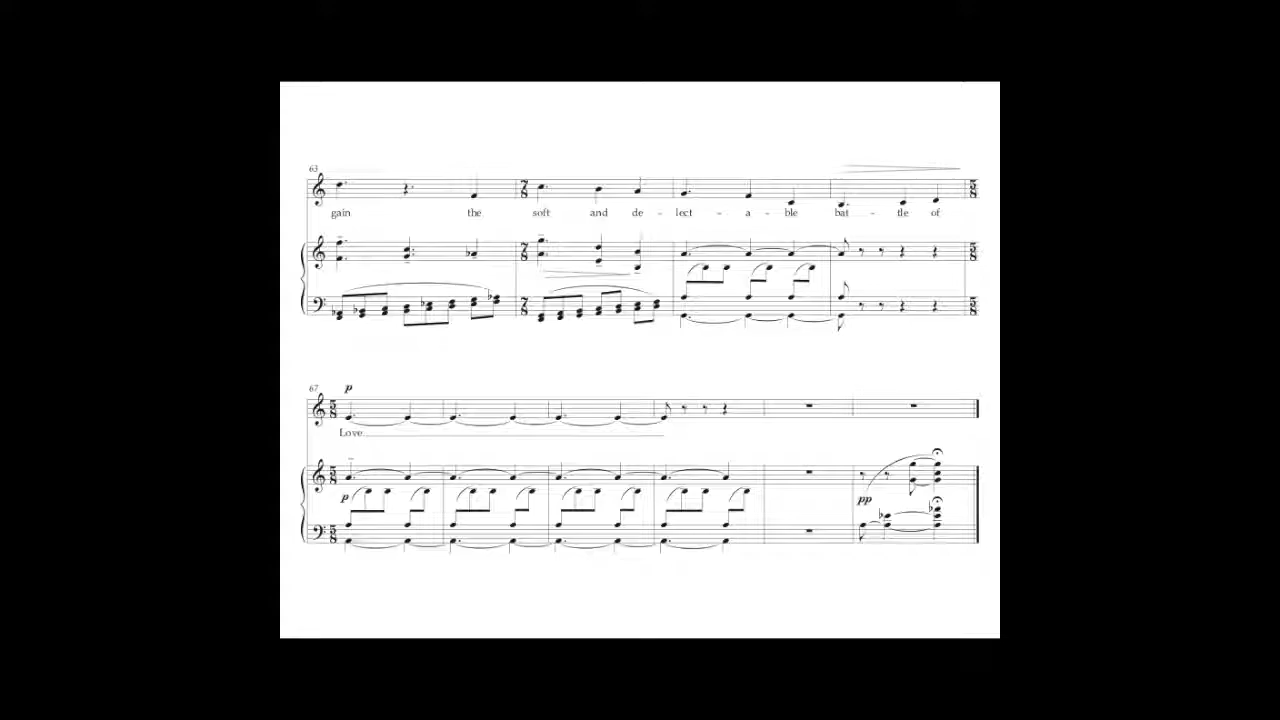 63
gain the soft and de - lect - a - ble bat - tle of
67
p
Love
p
pp